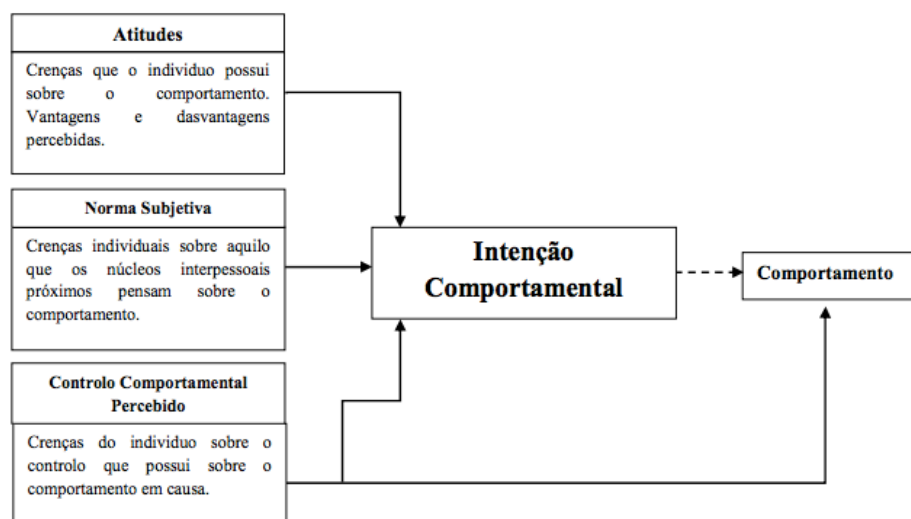 Atitudes
Crenças que o individuo possui
sobre o comportamento.
Vantagens e dasvantagens
percebidas.
Norma Subjetiva
Crenças individuais sobre aquilo
que os núcleos interpessoais
próximos pensam sobre o
comportamento.
Controlo Comportamental
Percebido
Crenças do individuo sobre o
controlo que possui sobre o
comportamento em causa.
Intenção
Comportamental
Comportamento